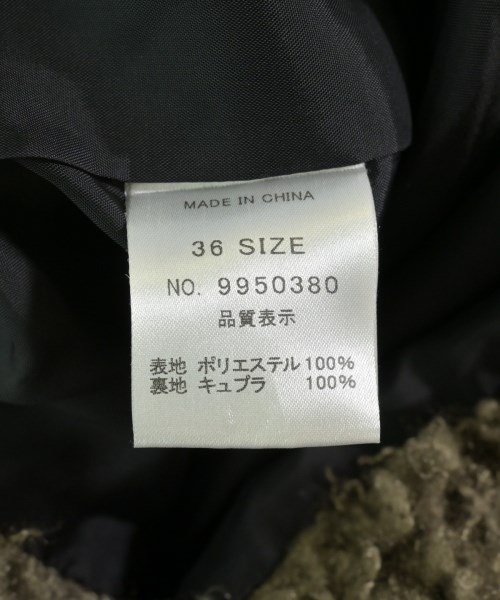 MADE IN CHINA
36 SIZE
NO. 9950380
品質表示
表地 ポリエステル 100%
裏地 キュプラ 100%